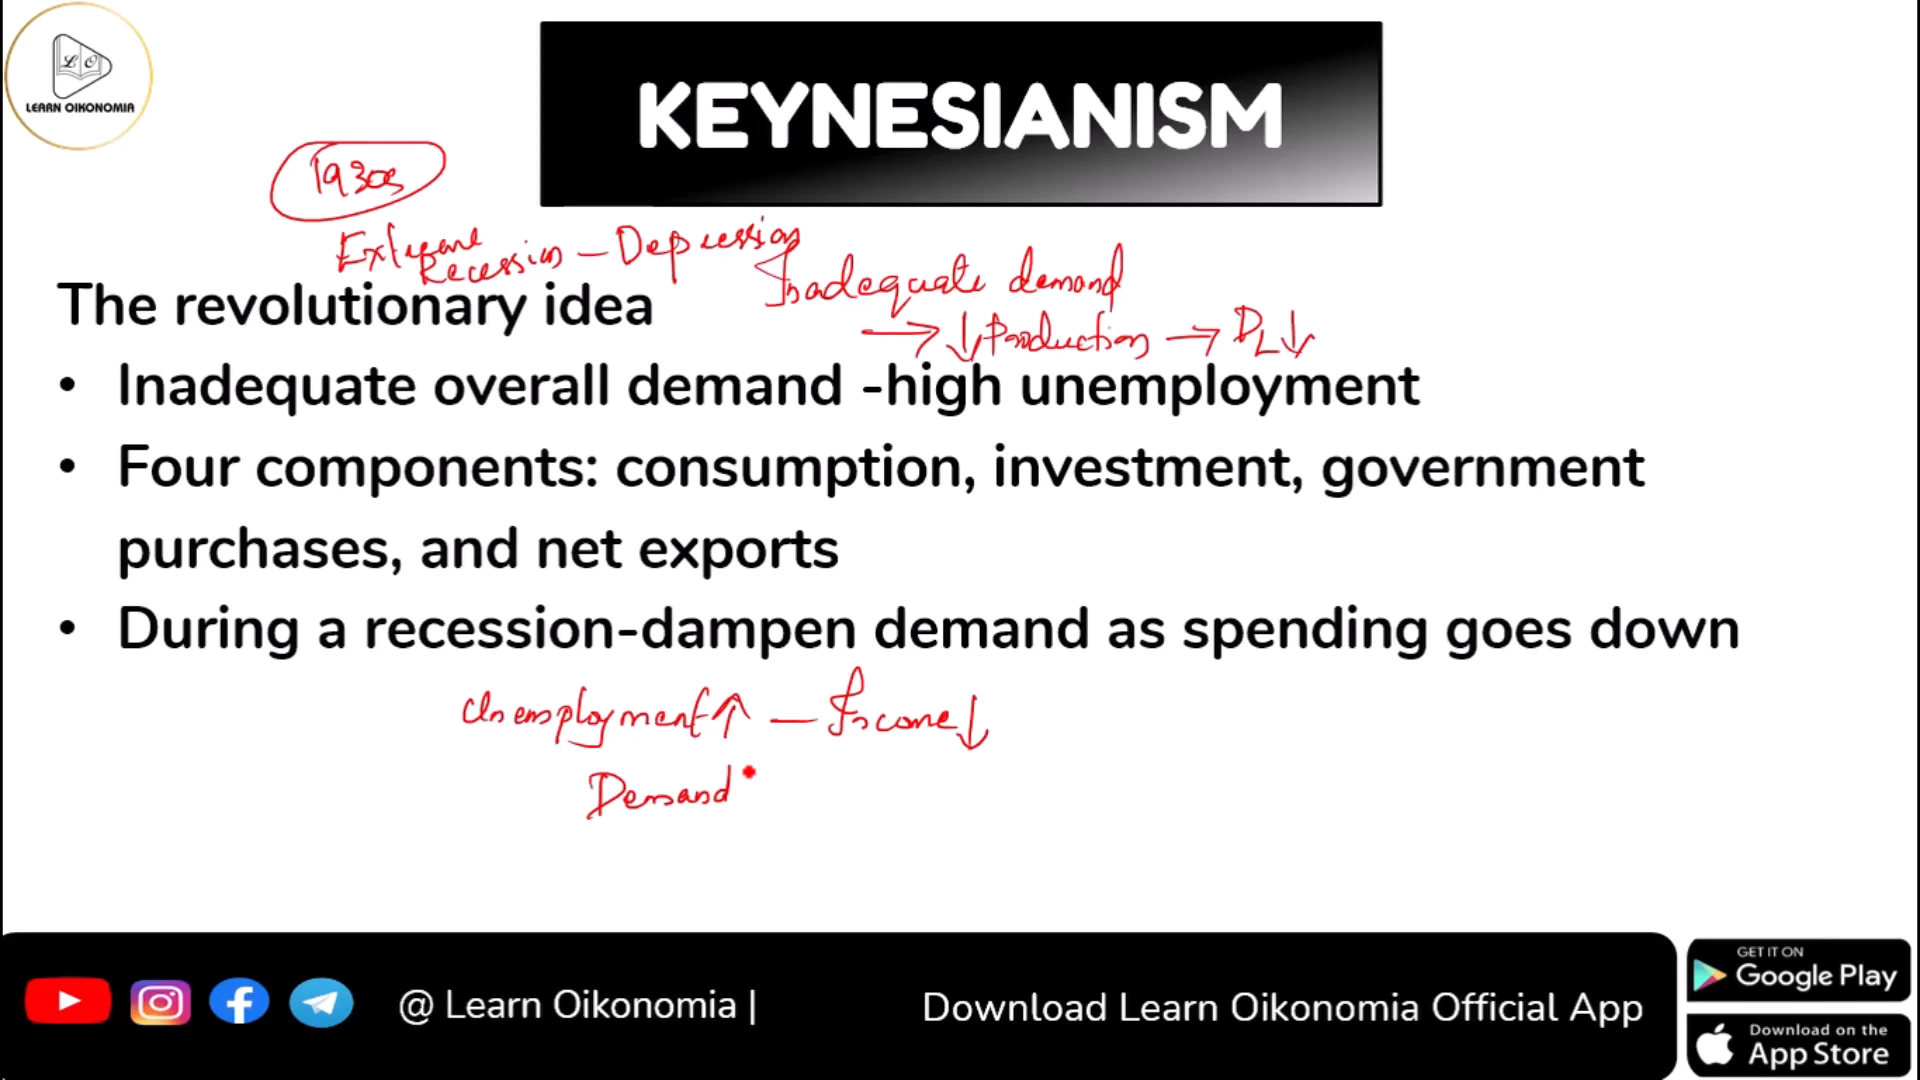 LO
LEARN OIKONOMIA
KEYNESIANISM
1930s
Extreme
Recession – Depression
Inadequate demand
→ ↓ Production → DL↓
The revolutionary idea
• Inadequate overall demand -high unemployment
• Four components: consumption, investment, government
purchases, and net exports
• During a recession-dampen demand as spending goes down
Unemployment↑ — Income↓
Demand
@ Learn Oikonomia |
Download Learn Oikonomia Official App
GET IT ON
Google Play
Download on the
App Store